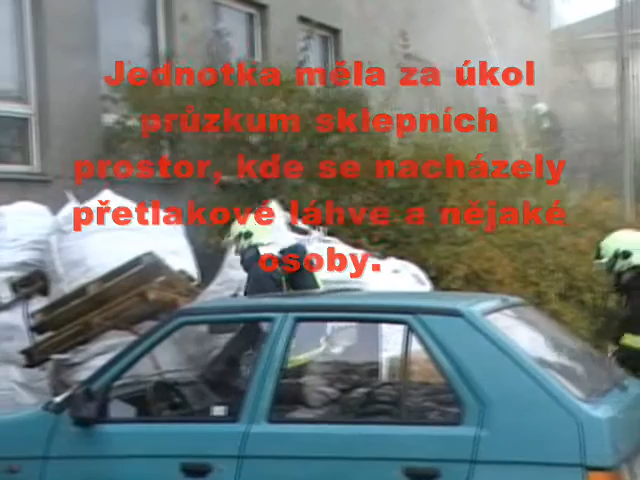 Jednotka měla za úkol
průzkum sklepních
prostor, kde se nacházely
přetlakové láhve a nějaké
osoby.